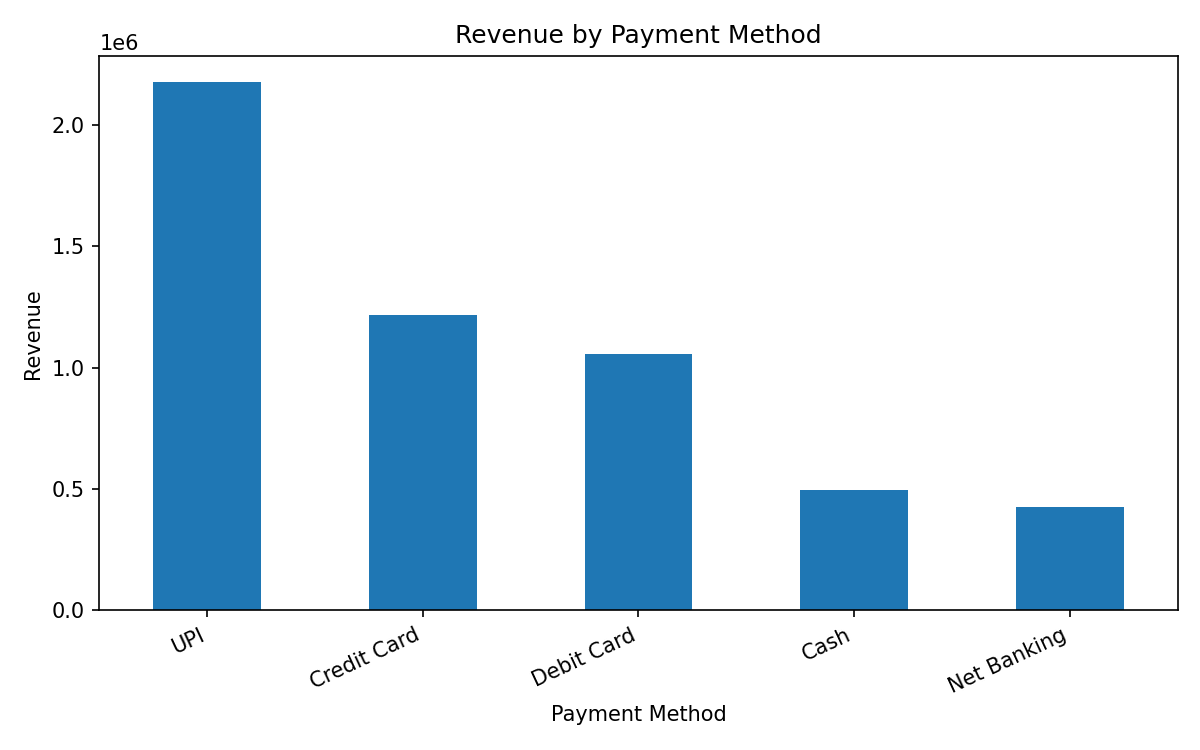 Revenue by Payment Method
1e6
2.0
1.5
1.0
0.5
0.0
Revenue
UPI
Credit Card
Debit Card
Cash
Net Banking
Payment Method